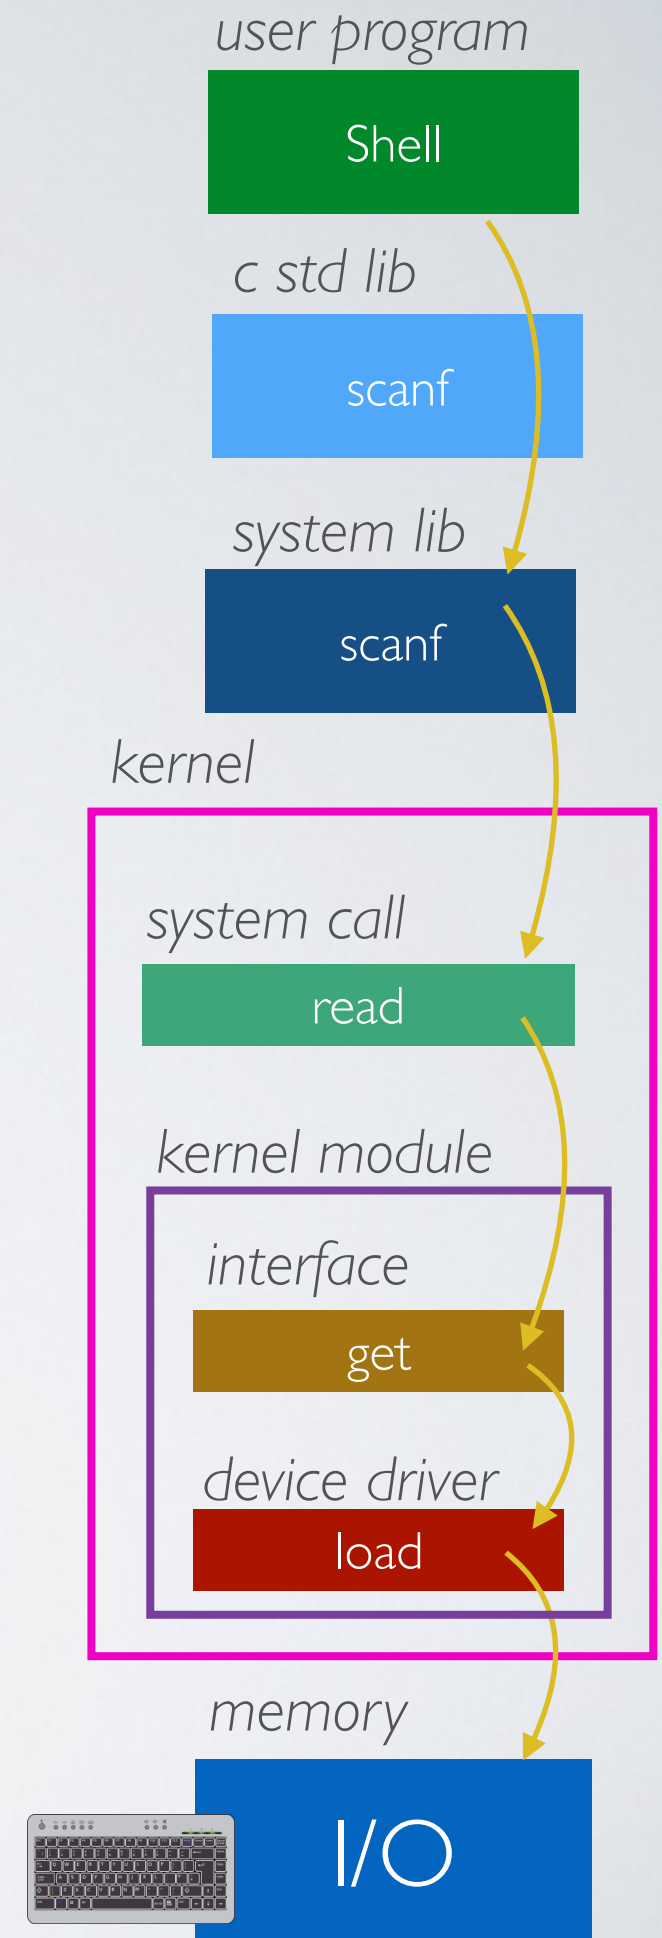 user program
Shell
c std lib
scanf
system lib
scanf
kernel
system call
read
kernel module
interface
get
device driver
load
memory
I/O